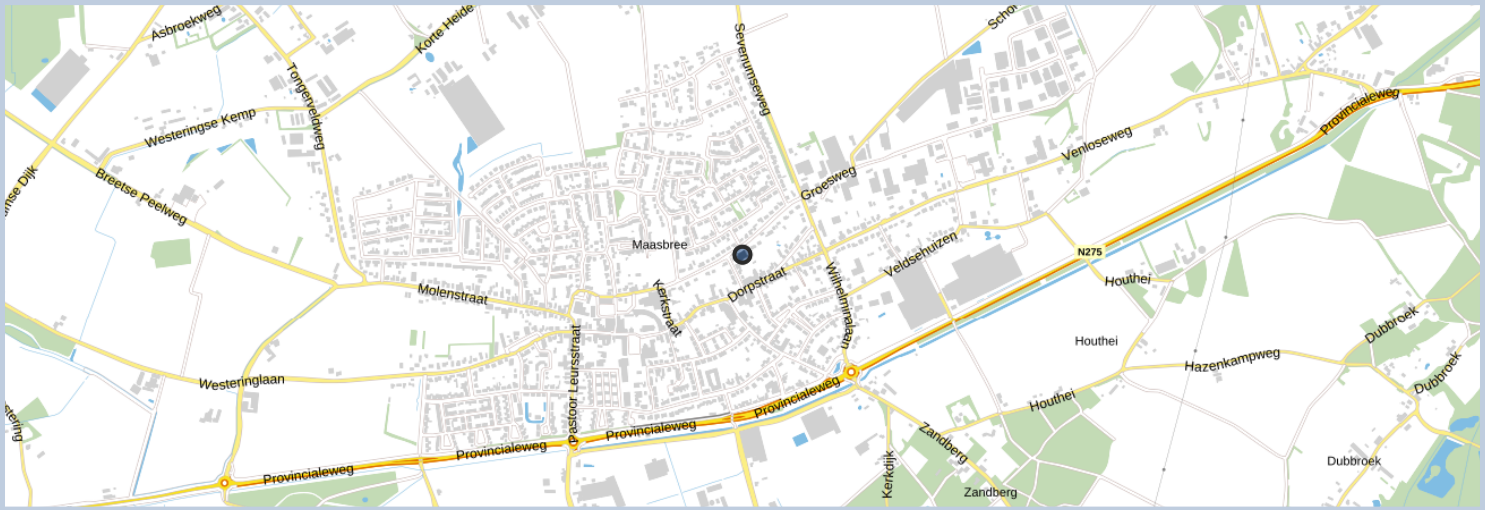 Asbroekweg
Korte Heide
Sevenumseweg
Tongerveldweg
Westeringse Kemp
Provincialeweg
Venloseweg
Groesweg
Breetse Peelweg
Maasbree
Veldsehuizen
N275
Houthei
Dorpstraat
Molenstraat
Kerkstraat
Wilhelminalaan
Houthei
Dubbroek
Pastoor Leursstraat
Hazenkampweg
Westeringlaan
Dubbroek
Provincialeweg
Houthei
Provincialeweg
Zandberg
Provincialeweg
Provincialeweg
Kerkdijk
Dubbroek
Zandberg